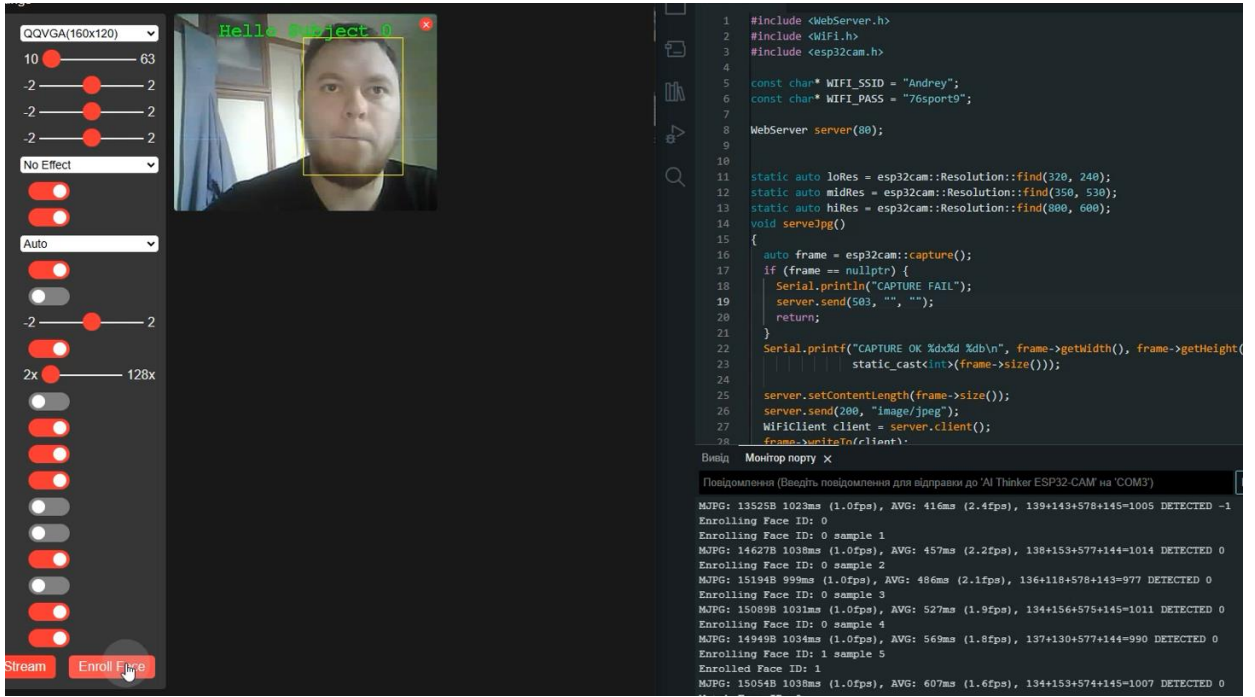 QQVGA(160x120)
10 63
-2 2
-2 2
-2 2
No Effect
Auto
-2 2
2x 128x
Stream
Enroll Face
Hello Subject 0
1 #include <WebServer.h>
2 #include <WiFi.h>
3 #include <esp32cam.h>
4
5 const char* WIFI_SSID = "Andrey";
6 const char* WIFI_PASS = "76sport9";
7
8 WebServer server(80);
9
10
11 static auto loRes = esp32cam::Resolution::find(320, 240);
12 static auto midRes = esp32cam::Resolution::find(350, 530);
13 static auto hiRes = esp32cam::Resolution::find(800, 600);
14 void serveJpg()
15 {
16 auto frame = esp32cam::capture();
17 if (frame == nullptr) {
18 Serial.println("CAPTURE FAIL");
19 server.send(503, "", "");
20 return;
21 }
22 Serial.printf("CAPTURE OK %dx%d %db\n", frame->getWidth(), frame->getHeight(
23 static_cast<int>(frame->size()));
24
25 server.setContentLength(frame->size());
26 server.send(200, "image/jpeg");
27 WiFiClient client = server.client();
28 frame->writeTo(client);
Вивід Монітор порту
Повідомлення (Введіть повідомлення для відправки до 'AI Thinker ESP32-CAM' на 'COM3')
MJPG: 13525B 1023ms (1.0fps), AVG: 416ms (2.4fps), 139+143+578+145=1005 DETECTED -1
Enrolling Face ID: 0
Enrolling Face ID: 0 sample 1
MJPG: 14627B 1038ms (1.0fps), AVG: 457ms (2.2fps), 138+153+577+144=1014 DETECTED 0
Enrolling Face ID: 0 sample 2
MJPG: 15194B 999ms (1.0fps), AVG: 486ms (2.1fps), 136+118+578+143=977 DETECTED 0
Enrolling Face ID: 0 sample 3
MJPG: 15089B 1031ms (1.0fps), AVG: 527ms (1.9fps), 134+156+575+145=1011 DETECTED 0
Enrolling Face ID: 0 sample 4
MJPG: 14949B 1034ms (1.0fps), AVG: 569ms (1.8fps), 137+130+577+144=990 DETECTED 0
Enrolling Face ID: 1 sample 5
Enrolled Face ID: 1
MJPG: 15054B 1038ms (1.0fps), AVG: 607ms (1.6fps), 134+153+574+145=1007 DETECTED 0